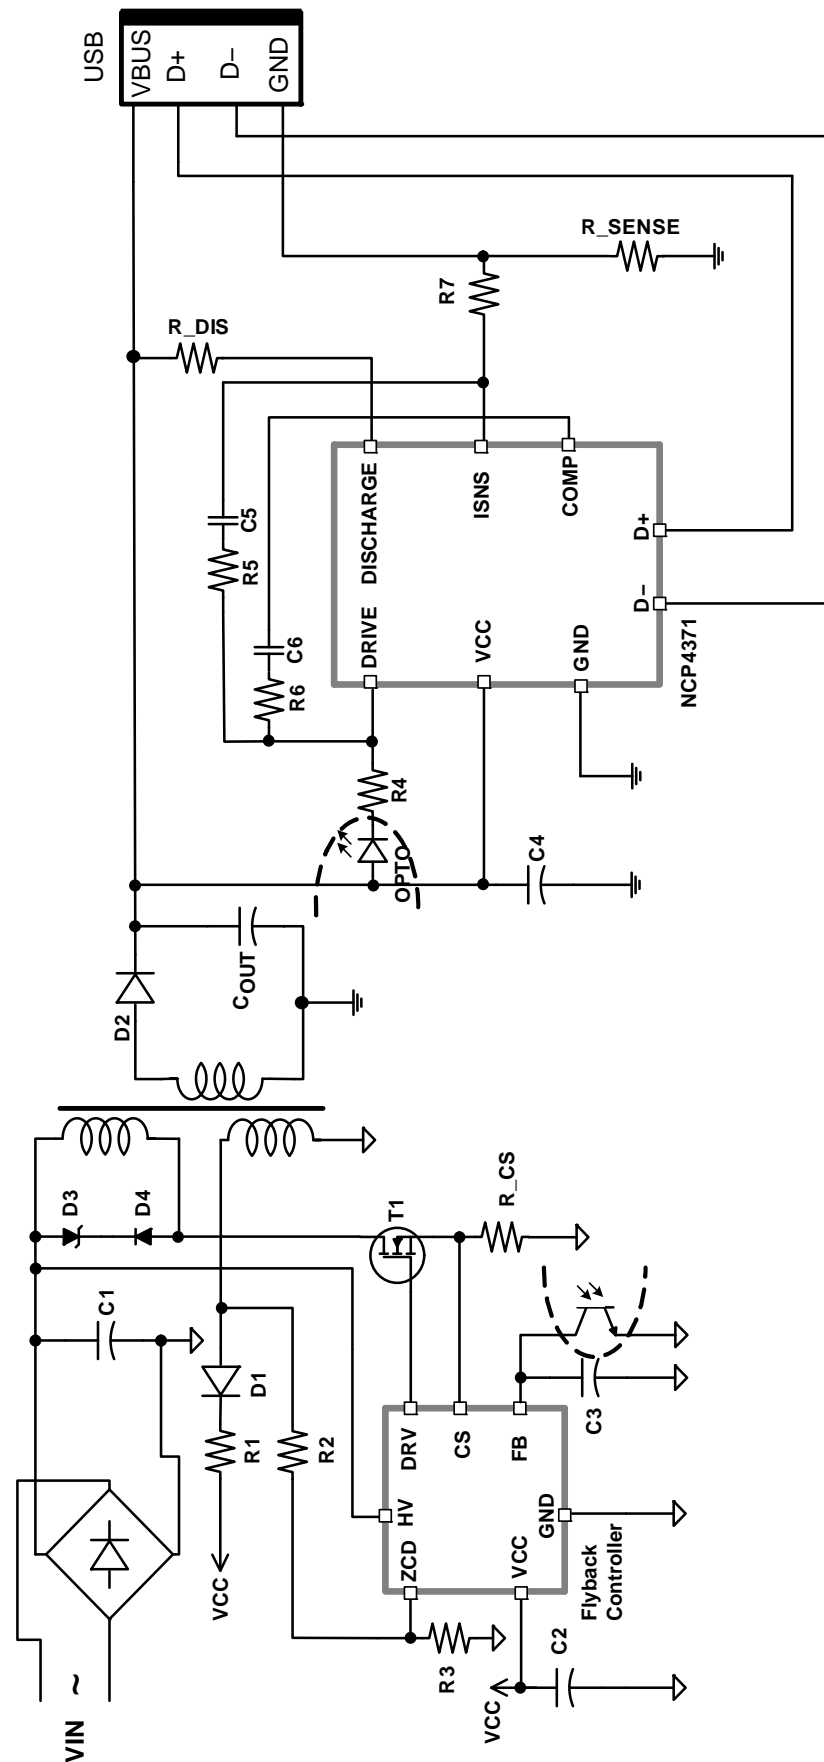 USB
VBUS
D+
D−
GND
R_SENSE
R7
R_DIS
C5
R5
C6
R6
DISCHARGE
ISNS
COMP
DRIVE
VCC
GND
D+
D−
NCP4371
R4
OPTO
C4
D2
COUT
D3
D4
T1
R_CS
C1
D1
R1
R2
VCC
C3
DRV
CS
FB
HV
GND
ZCD
VCC
Flyback
Controller
R3
VCC
C2
VIN
~